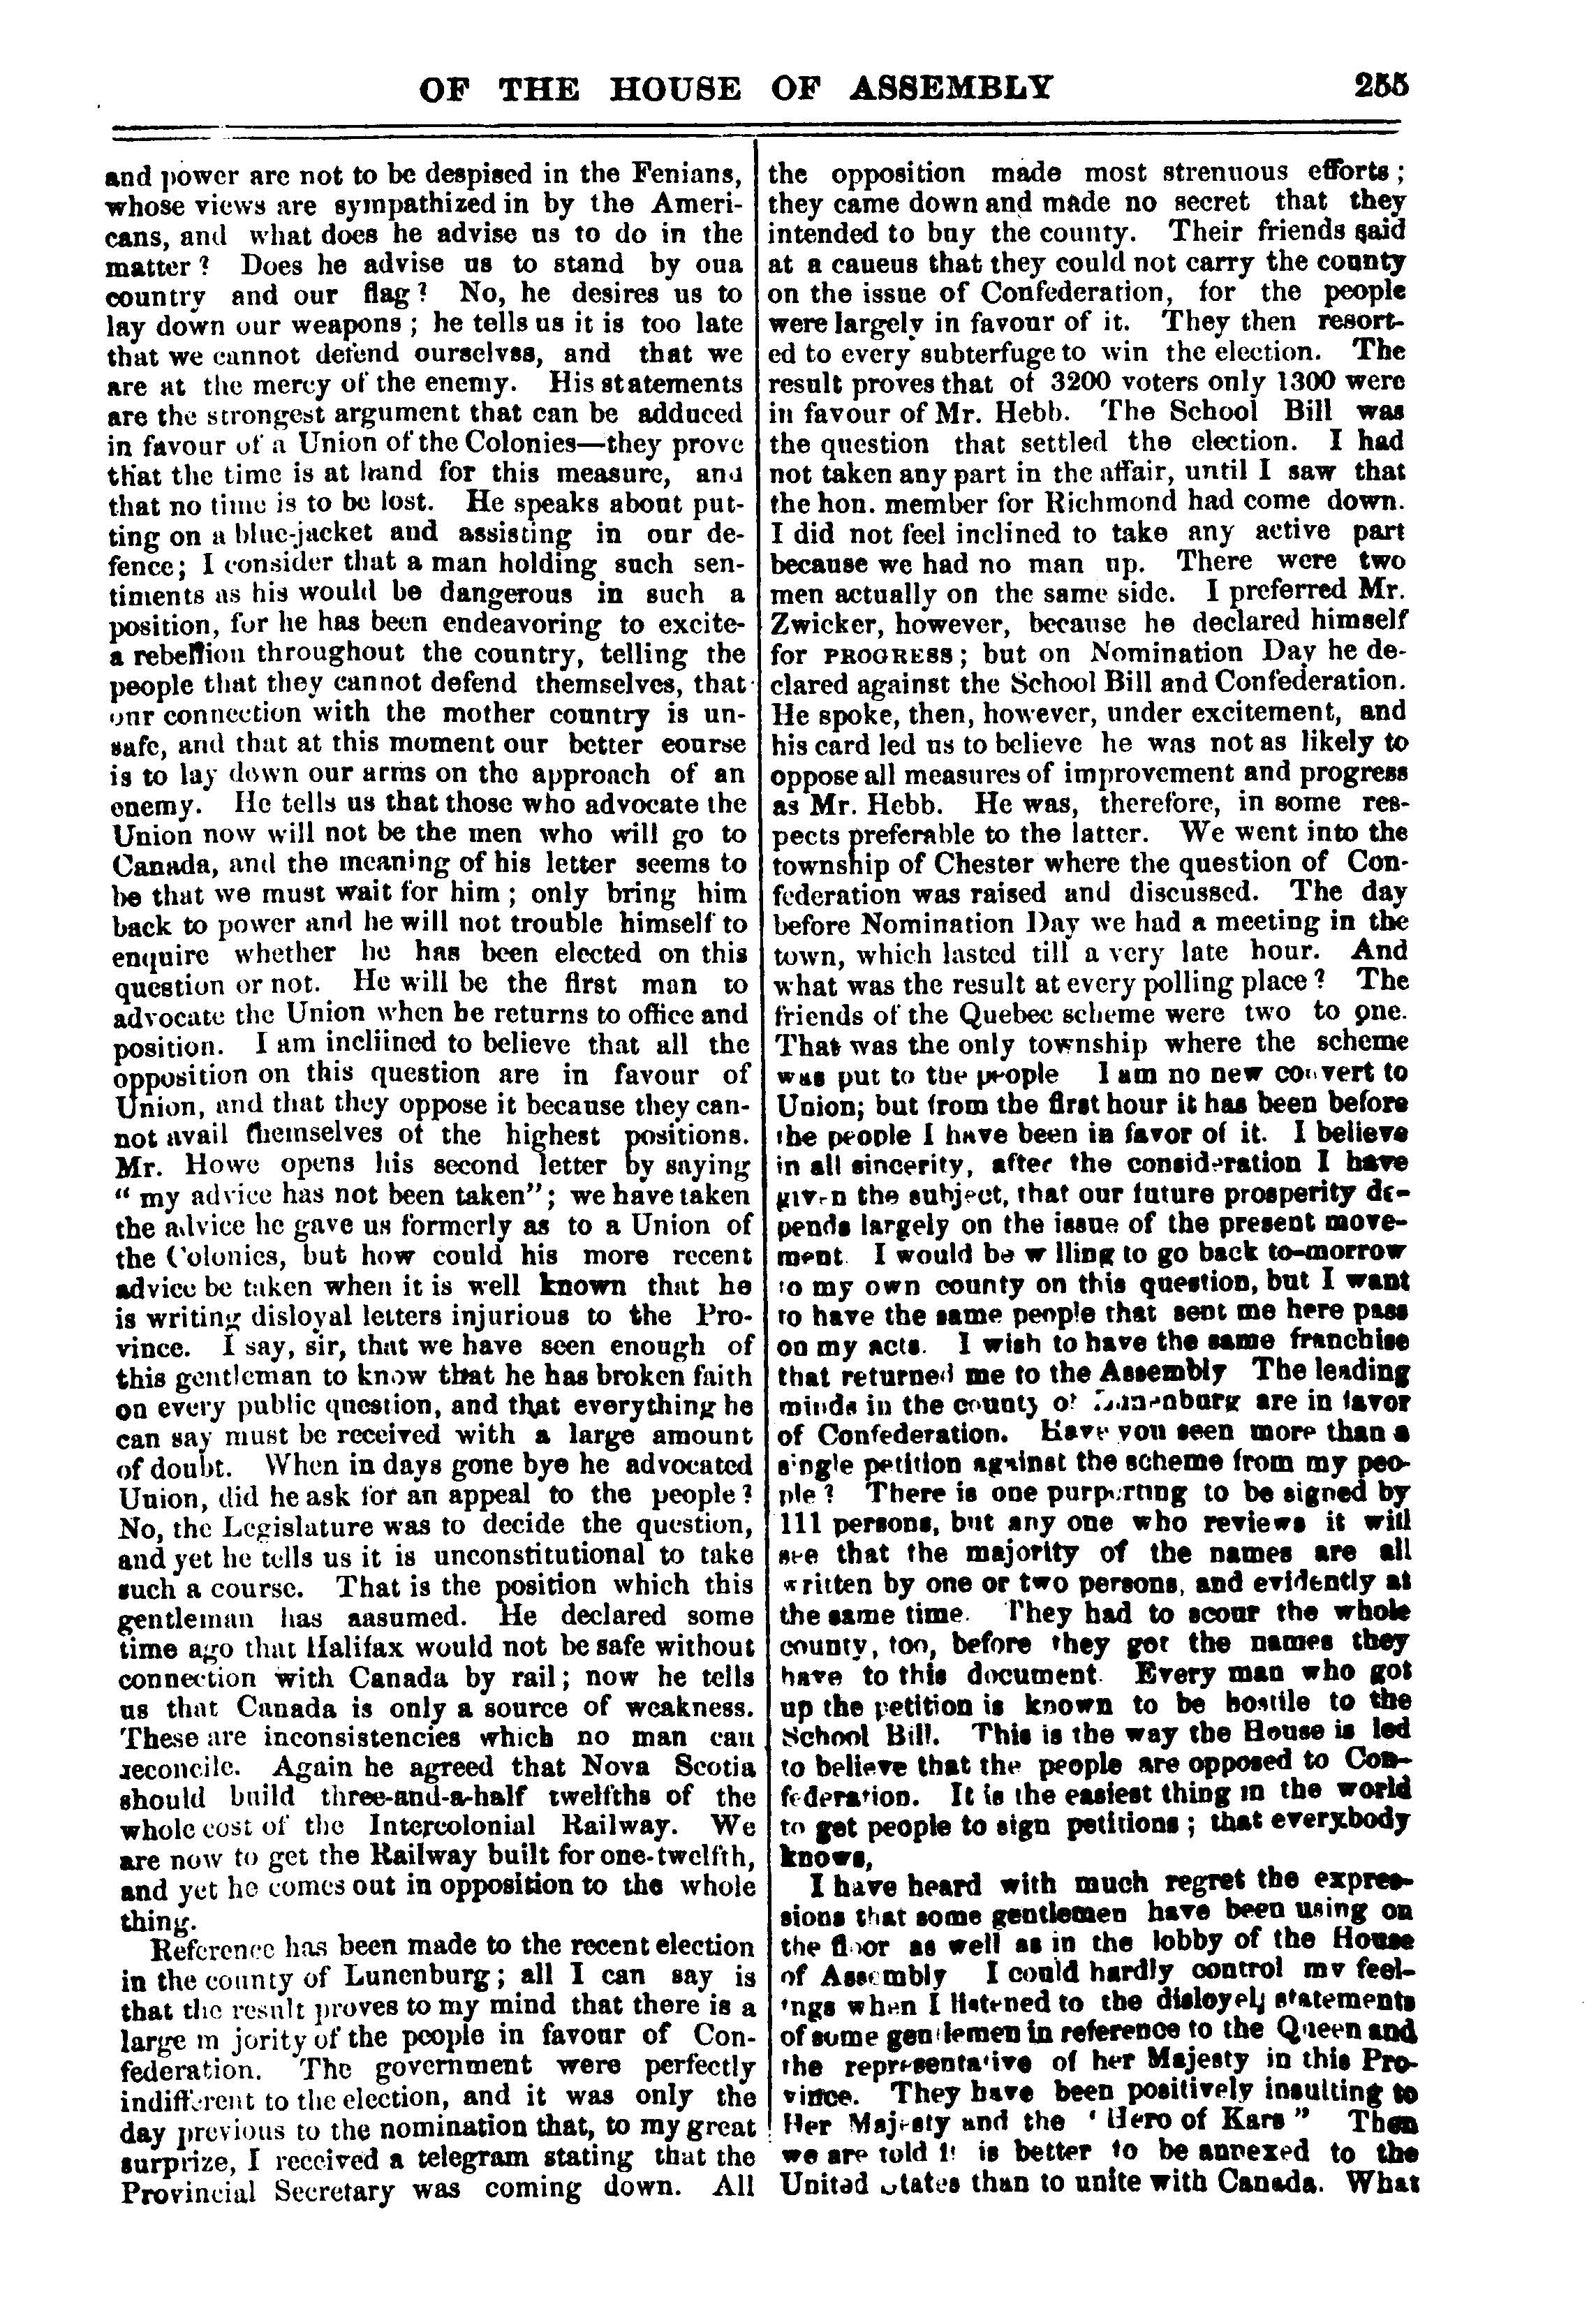 OF THE HOUSE OF ASSEMBLY 255
and power are not to be despised in the Fenians,
whose views are sympathized in by the Ameri-
cans, and what does he advise us to do in the
matter? Does he advise us to stand by oua
country and our flag? No, he desires us to
lay down our weapons; he tells us it is too late
that we cannot defend ourselvss, and that we
are at the mercy of the enemy. His statements
are the strongest argument that can be adduced
in favour of a Union of the Colonies—they prove
that the time is at hand for this measure, and
that no time is to be lost. He speaks about put-
ting on a blue-jacket and assisting in our de-
fence; I consider that a man holding such sen-
timents as his would be dangerous in such a
position, for he has been endeavoring to excite-
a rebellion throughout the country, telling the
people that they cannot defend themselves, that
our connection with the mother country is un-
safe, and that at this moment our better eourse
is to lay down our arms on the approach of an
enemy. He tells us that those who advocate the
Union now will not be the men who will go to
Canada, and the meaning of his letter seems to
be that we must wait for him; only bring him
back to power and he will not trouble himself to
enquire whether he has been elected on this
question or not. He will be the first man to
advocate the Union when he returns to office and
position. I am incliined to believe that all the
opposition on this question are in favour of
Union, and that they oppose it because they can-
not avail themselves of the highest positions.
Mr. Howe opens his second letter by saying
"my advice has not been taken"; we have taken
the advice he gave us formerly as to a Union of
the Colonies, but how could his more recent
advice be taken when it is well known that he
is writing disloyal letters injurious to the Pro-
vince. I say, sir, that we have seen enough of
this gentleman to know that he has broken faith
on every public question, and that everything he
can say must be received with a large amount
of doubt. When in days gone bye he advocated
Union, did he ask for an appeal to the people?
No, the Legislature was to decide the question,
and yet he tells us it is unconstitutional to take
such a course. That is the position which this
gentleman has aasumed. He declared some
time ago that Halifax would not be safe without
connection with Canada by rail; now he tells
us that Canada is only a source of weakness.
These are inconsistencies which no man can
reconcile. Again he agreed that Nova Scotia
should build three-and-a-half twelfths of the
whole cost of the Intercolonial Railway. We
are now to get the Railway built for one-twelfth,
and yet he comes out in opposition to the whole
thing.
Reference has been made to the recent election
in the county of Lunenburg; all I can say is
that the result proves to my mind that there is a
large m jority of the people in favour of Con-
federation. The government were perfectly
indifferent to the election, and it was only the
day previous to the nomination that, to my great
surprize, I received a telegram stating that the
Provincial Secretary was coming down. All
the opposition made most strenuous efforts;
they came down and made no secret that they
intended to buy the county. Their friends said
at a caueus that they could not carry the county
on the issue of Confederation, for the people
were largely in favour of it. They then resort-
ed to every subterfuge to win the election. The
result proves that of 3200 voters only 1300 were
in favour of Mr. Hebb. The School Bill was
the question that settled the election. I had
not taken any part in the affair, until I saw that
the hon. member for Richmond had come down.
I did not feel inclined to take any active part
because we had no man up. There were two
men actually on the same side. I preferred Mr.
Zwicker, however, because he declared himself
for PROGRESS; but on Nomination Day he de-
clared against the School Bill and Confederation.
He spoke, then, however, under excitement, and
his card led us to believe he was not as likely to
oppose all measures of improvement and progress
as Mr. Hebb. He was, therefore, in some res-
pects preferable to the latter. We went into the
township of Chester where the question of Con-
federation was raised and discussed. The day
before Nomination Day we had a meeting in the
town, which lasted till a very late hour. And
what was the result at every polling place? The
friends of the Quebec scheme were two to one.
That was the only township where the scheme
was put to the people I am no new convert to
Union; but from the first hour it has been before
the people I have been in favor of it. I believe
in all sincerity, after the consideration I have
given the subject, that our future prosperity de-
pends largely on the issue of the present move-
ment. I would be w lling to go back to-morrow
to my own county on this question, but I want
to have the same people that sent me here pass
on my acts. I wish to have the same franchise
that returned me to the Assembly The leading
minds in the county of Lunenburg are in favor
of Confederation. Have you seen more than a
single petition against the scheme from my peo-
ple? There is one purporting to be signed by
111 persons, but any one who reviews it will
see that the majority of the names are all
written by one or two persons, and evidently at
the same time. They had to scour the whole
county, too, before they got the names they
have to this document. Every man who got
up the petition is known to be hostile to the
School Bill. This is the way the House is led
to believe that the people are opposed to Con-
federation. It is the easiest thing in the world
to get people to sign petitions; that everybody
knows,
I have heard with much regret the expres-
sions that some gentlemen have been using on
the floor as well as in the lobby of the House
of Assembly I could hardly control my feel-
ings when I listened to the disloyely statements
of some gentlemen in reference to the Queen and
the representative of her Majesty in this Pro-
vince. They have been positively insulting to
Her Majesty and the 'Hero of Kars" Then
we are told it is better to be annexed to the
United States than to unite with Canada. What